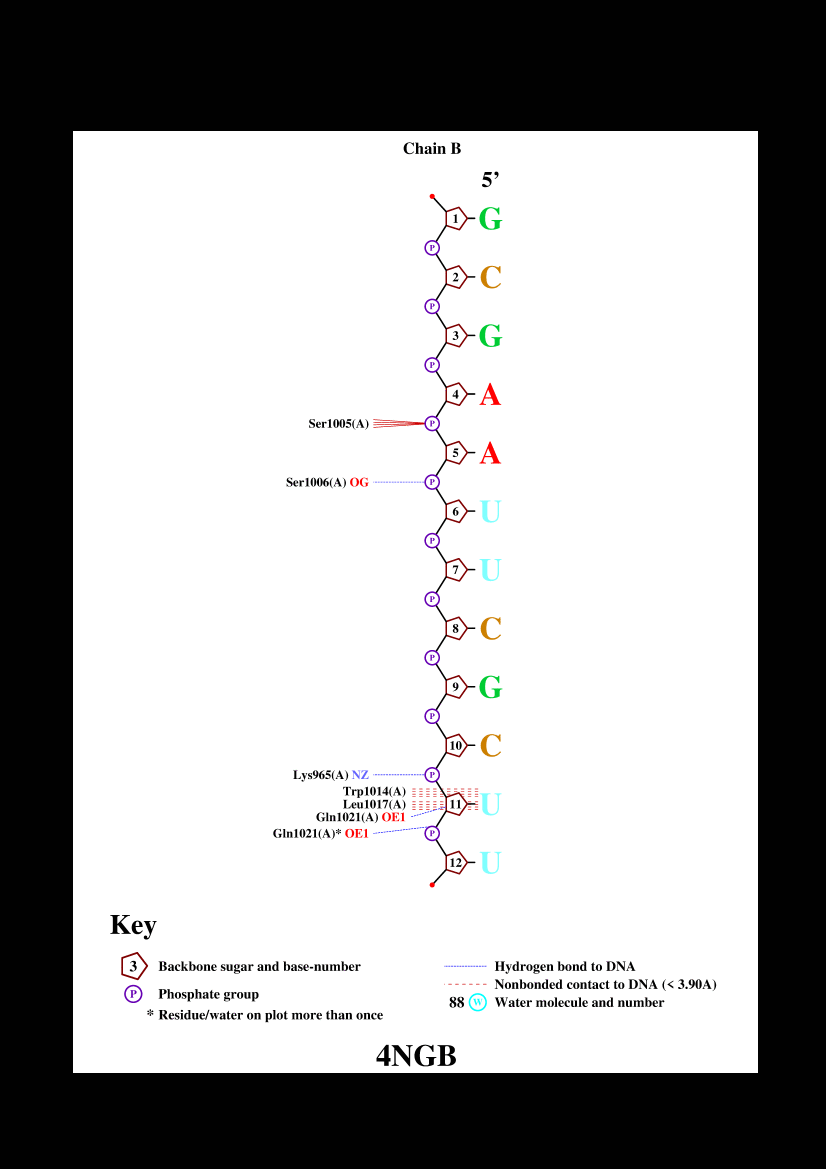 Chain B
5’
1 G
P
2 C
P
3 G
P
4 A
Ser1005(A) P
5 A
Ser1006(A) OG P
6 U
P
7 U
P
8 C
P
9 G
P
10 C
Lys965(A) NZ P
Trp1014(A)
Leu1017(A) 11 U
Gln1021(A) OE1
Gln1021(A)* OE1 P
12 U
Key
3 Backbone sugar and base-number
P Phosphate group
* Residue/water on plot more than once
Hydrogen bond to DNA
Nonbonded contact to DNA (< 3.90A)
88 W Water molecule and number
4NGB